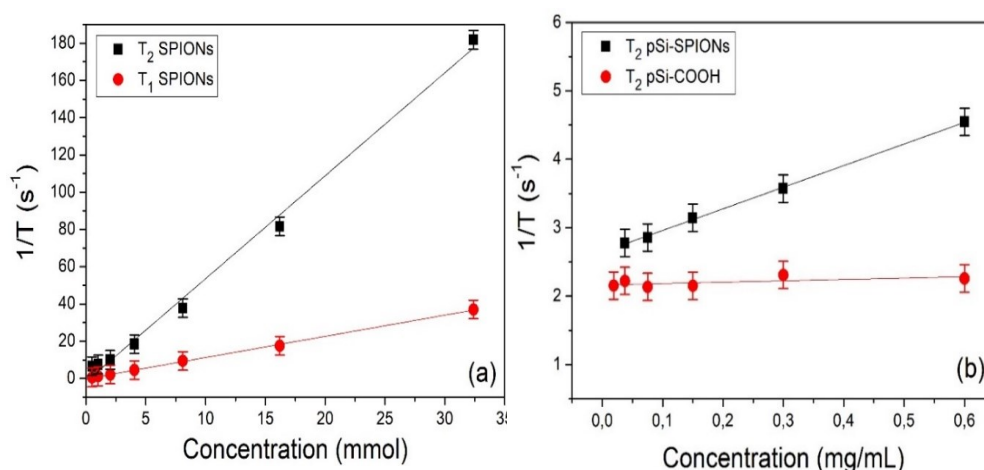 T₂ SPIONs
T₁ SPIONs
180
160
140
120
100
80
60
40
20
0
1/T (s⁻¹)
0 5 10 15 20 25 30 35
Concentration (mmol)
(a)
T₂ pSi-SPIONs
T₂ pSi-COOH
6
5
4
3
2
1
1/T (s⁻¹)
0,0 0,1 0,2 0,3 0,4 0,5 0,6
Concentration (mg/mL)
(b)